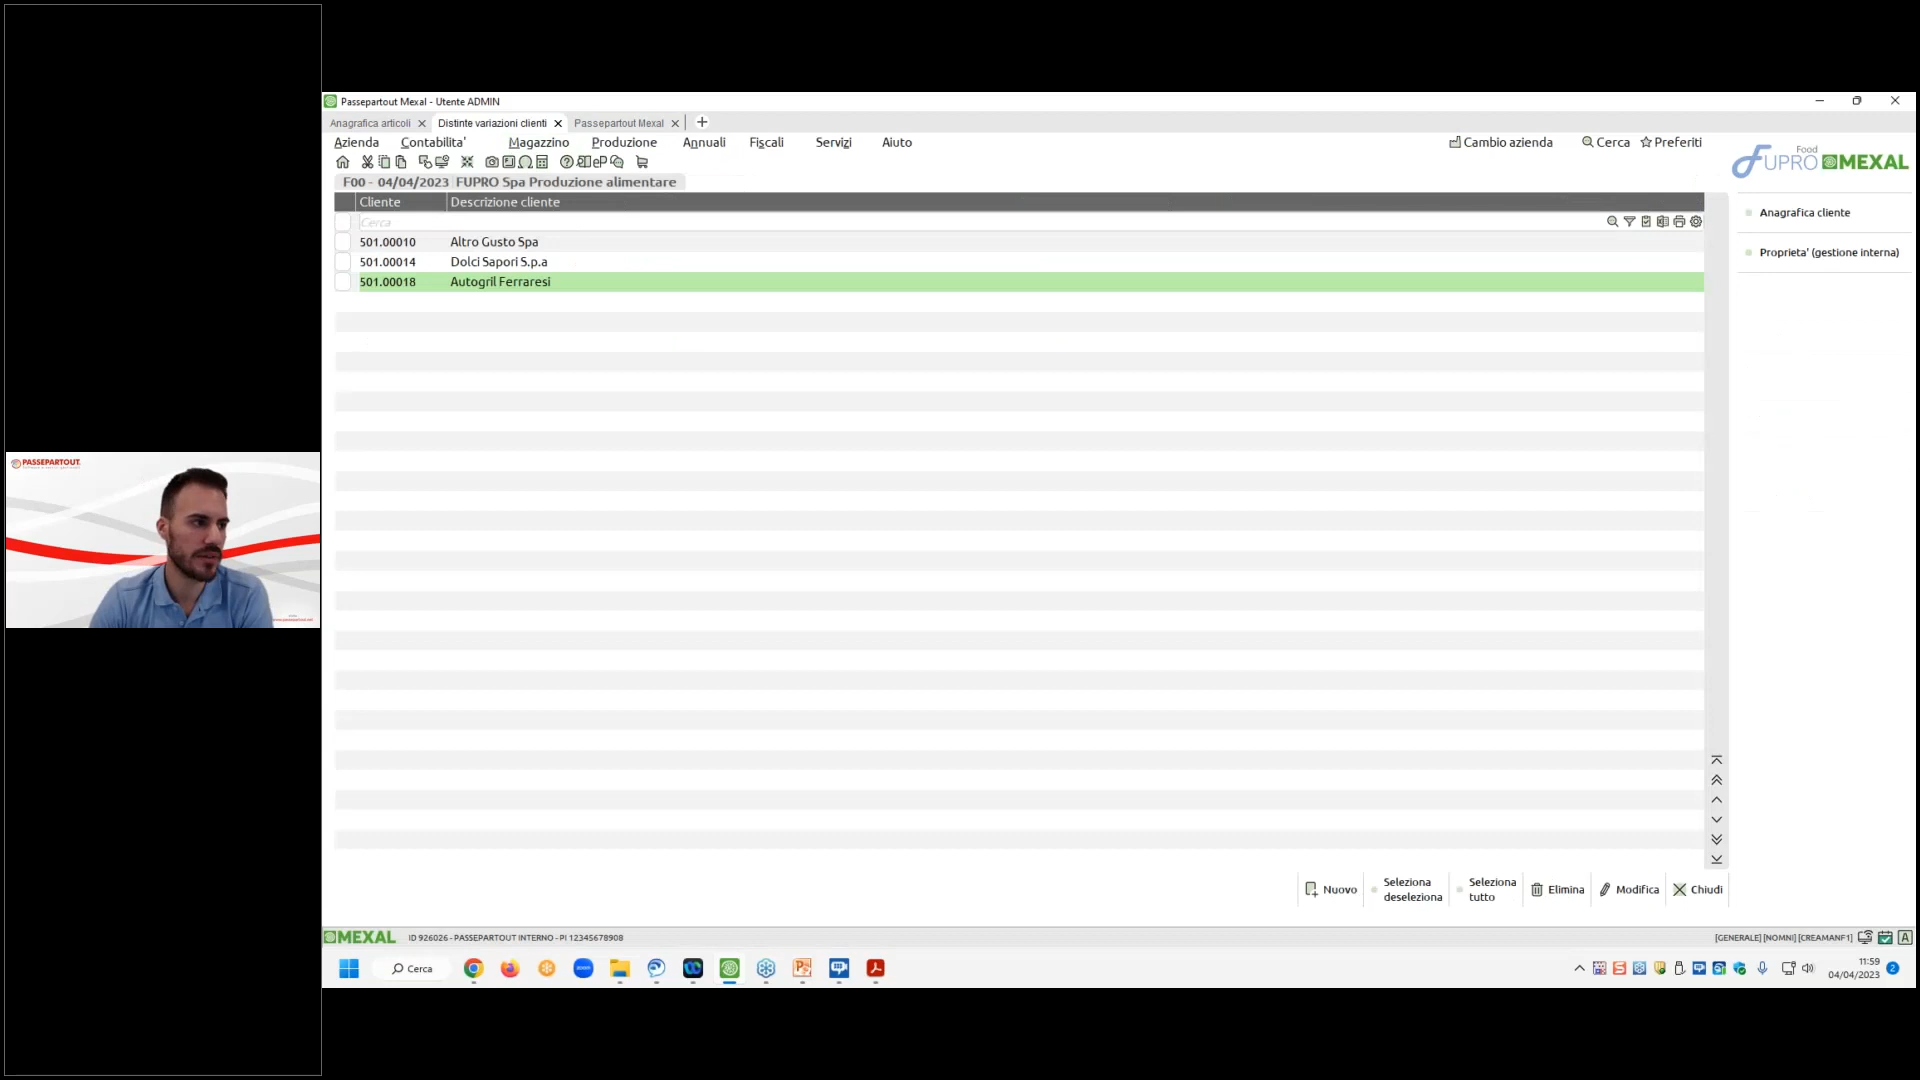 Passepartout Mexal - Utente ADMIN
Anagrafica articoli Distinte variazioni clienti Passepartout Mexal
Azienda Contabilita' Magazzino Produzione Annuali Fiscali Servizi Aiuto Cambio azienda Cerca Preferiti
Food
FUPRO MEXAL
F00 - 04/04/2023 FUPRO Spa Produzione alimentare
Cliente Descrizione cliente
Cerca
501.00010 Altro Gusto Spa
501.00014 Dolci Sapori S.p.a
501.00018 Autogril Ferraresi
Anagrafica cliente
Proprieta' (gestione interna)
PASSEPARTOUT
Nuovo
Seleziona
deseleziona
Seleziona
tutto
Elimina
Modifica
Chiudi
MEXAL ID 926026 - PASSEPARTOUT INTERNO - PI 12345678908 [GENERALE] [NOMNI] [CREAMANF1] A
Cerca
zoom
11:59
04/04/2023
2